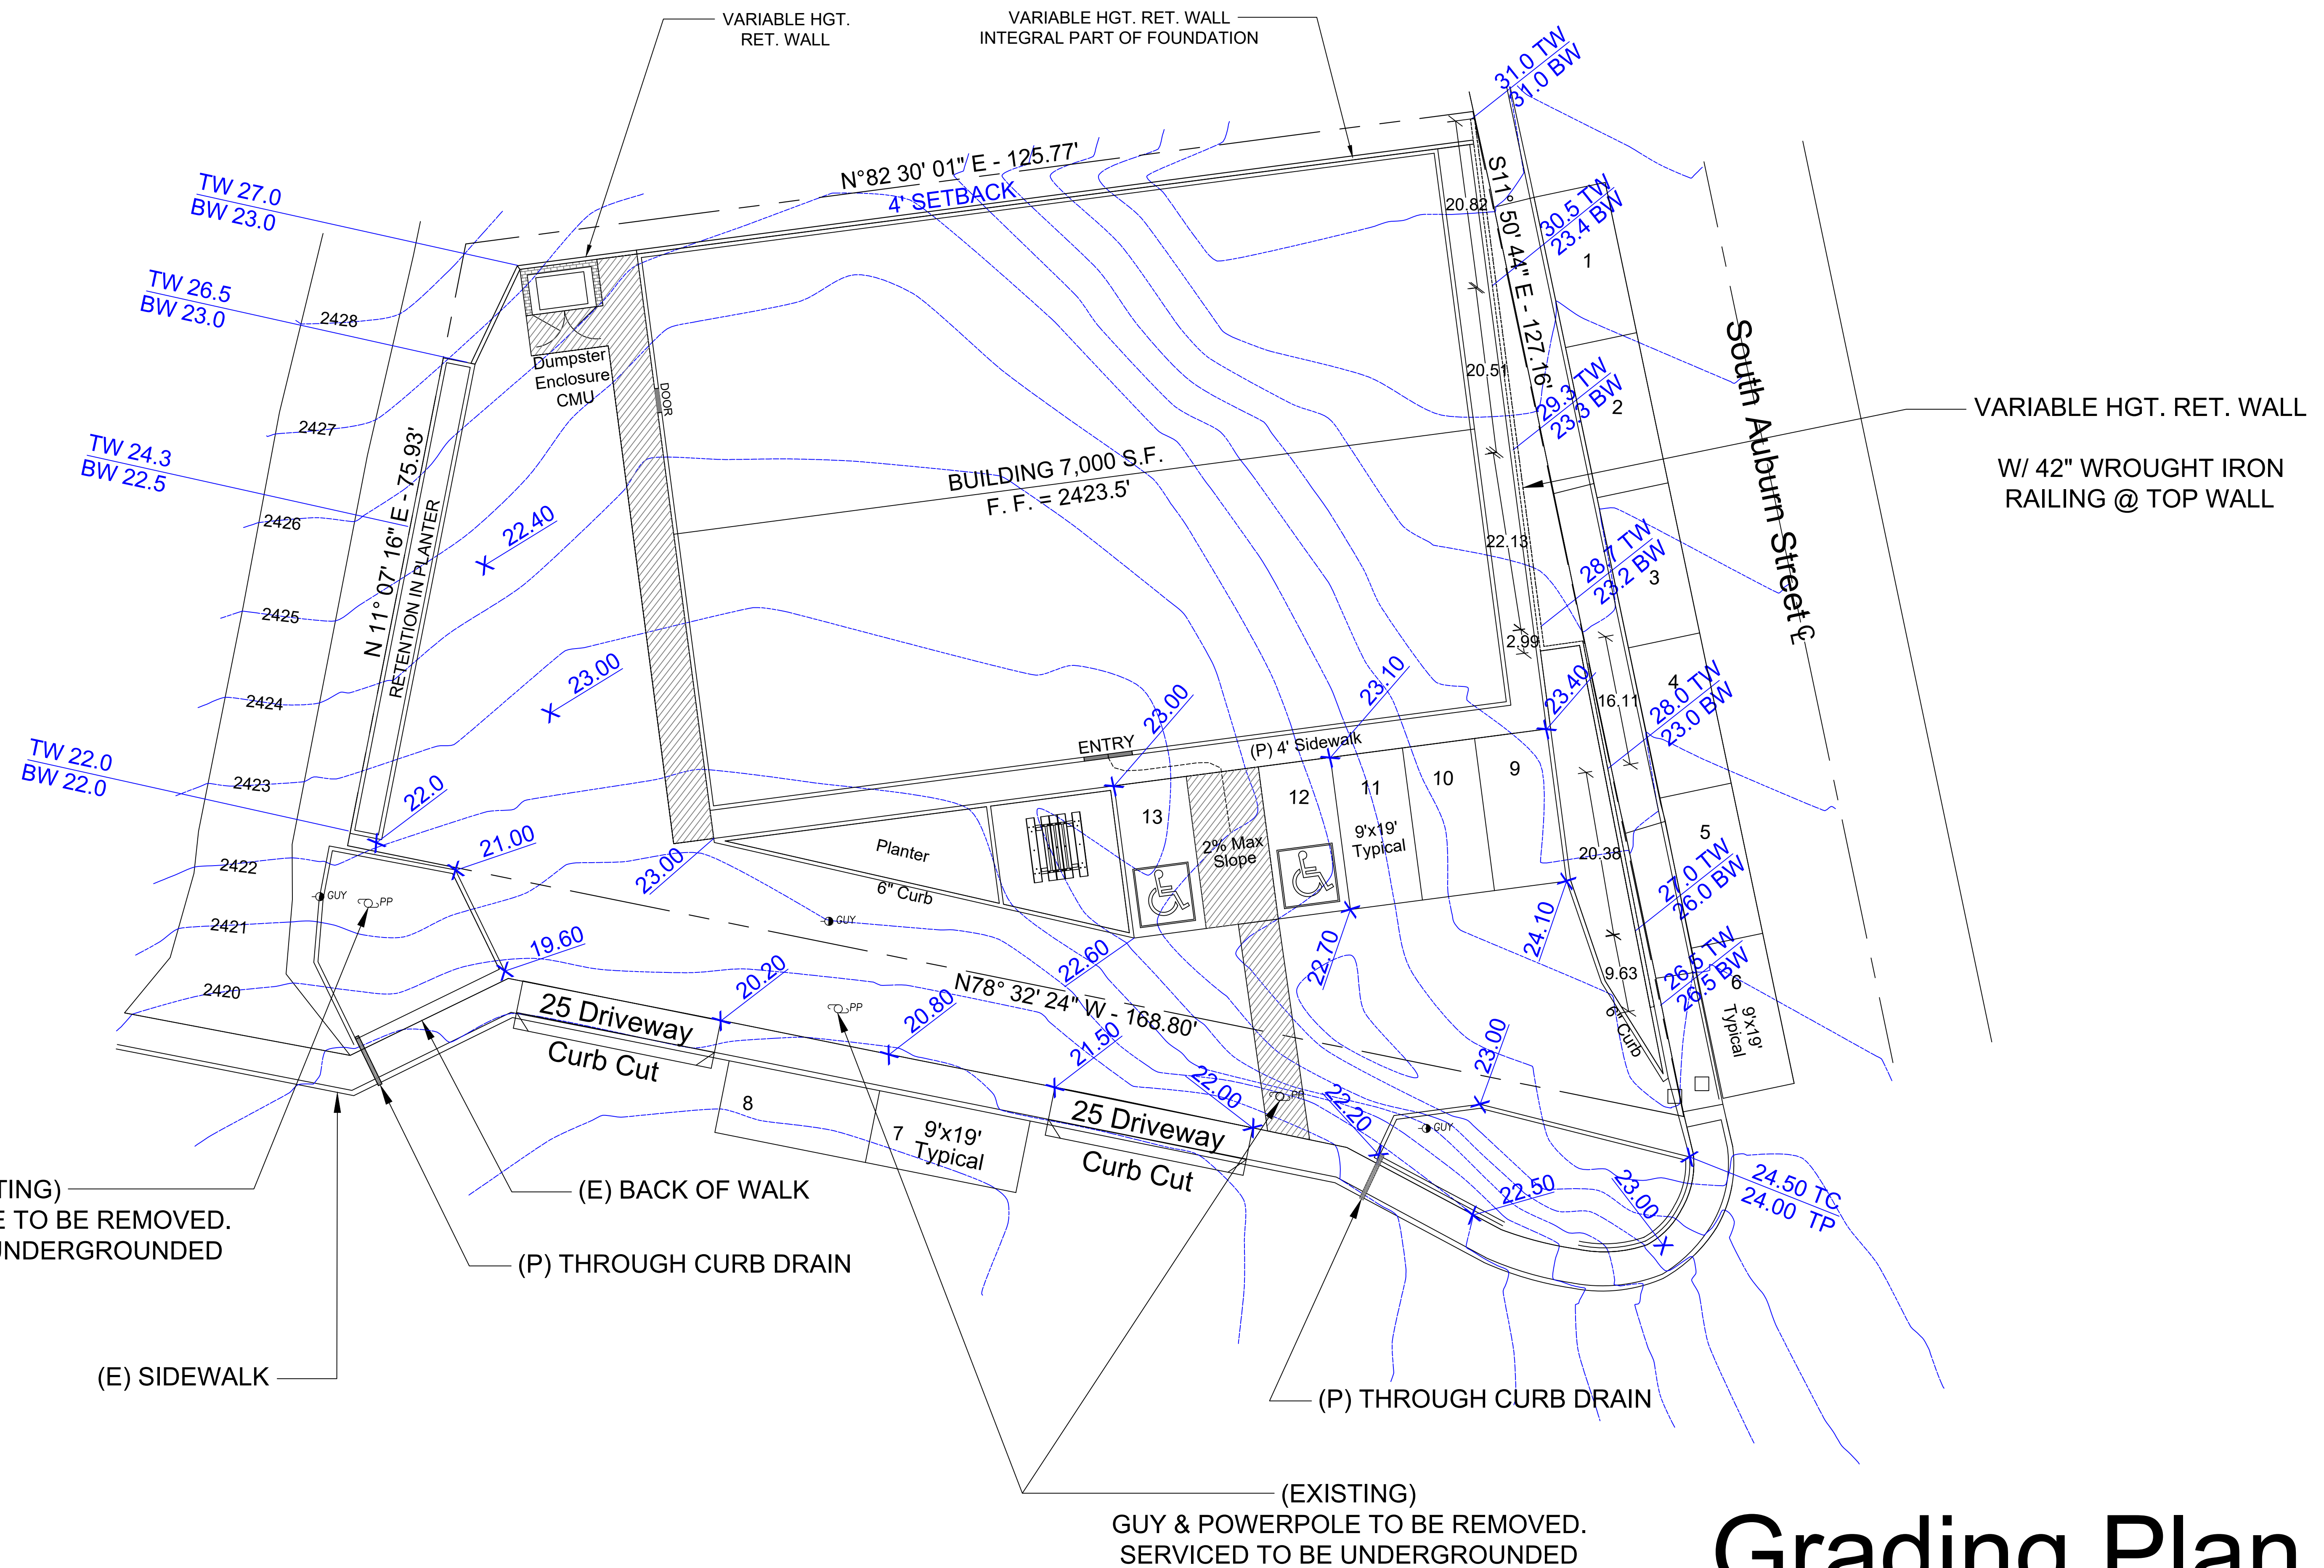 VARIABLE HGT.
RET. WALL
VARIABLE HGT. RET. WALL
INTEGRAL PART OF FOUNDATION
31.0 TW
31.0 BW
N°82 30' 01" E - 125.77'
4' SETBACK
TW 27.0
BW 23.0
S11° 50' 44" E - 127.16'
20.82
30.5 TW
23.4 BW
1
TW 26.5
BW 23.0
2428
Dumpster
Enclosure
CMU
DOOR
20.51
29.3 TW
23.3 BW
2
South Auburn Street
VARIABLE HGT. RET. WALL
W/ 42" WROUGHT IRON
RAILING @ TOP WALL
2427
TW 24.3
BW 22.5
N 11° 07' 16" E - 75.93'
RETENTION IN PLANTER
22.40
BUILDING 7,000 S.F.
F. F. = 2423.5'
2426
22.13
28.7 TW
23.2 BW
3
2425
2.99
23.00
23.10
23.00
23.40
16.11
28.0 TW
23.0 BW
4
2424
ENTRY
(P) 4' Sidewalk
TW 22.0
BW 22.0
2423
22.0
9
10
11
12
13
9'x19'
Typical
21.00
23.00
Planter
6" Curb
2% Max
Slope
20.38
27.0 TW
26.0 BW
5
2422
GUY
PP
GUY
2421
19.60
22.60
22.70
24.10
9.63
26.5 TW
26.5 BW
6
9'x19'
Typical
2420
20.20
PP
N78° 32' 24" W - 168.80'
6" Curb
25 Driveway
Curb Cut
20.80
21.50
22.00
PP
22.20
23.00
GUY
8
7
9'x19'
Typical
25 Driveway
Curb Cut
22.50
23.00
24.50 TC
24.00 TP
TING)
E TO BE REMOVED.
UNDERGROUNDED
(E) BACK OF WALK
(P) THROUGH CURB DRAIN
(E) SIDEWALK
(P) THROUGH CURB DRAIN
(EXISTING)
GUY & POWERPOLE TO BE REMOVED.
SERVICED TO BE UNDERGROUNDED
Grading Plan